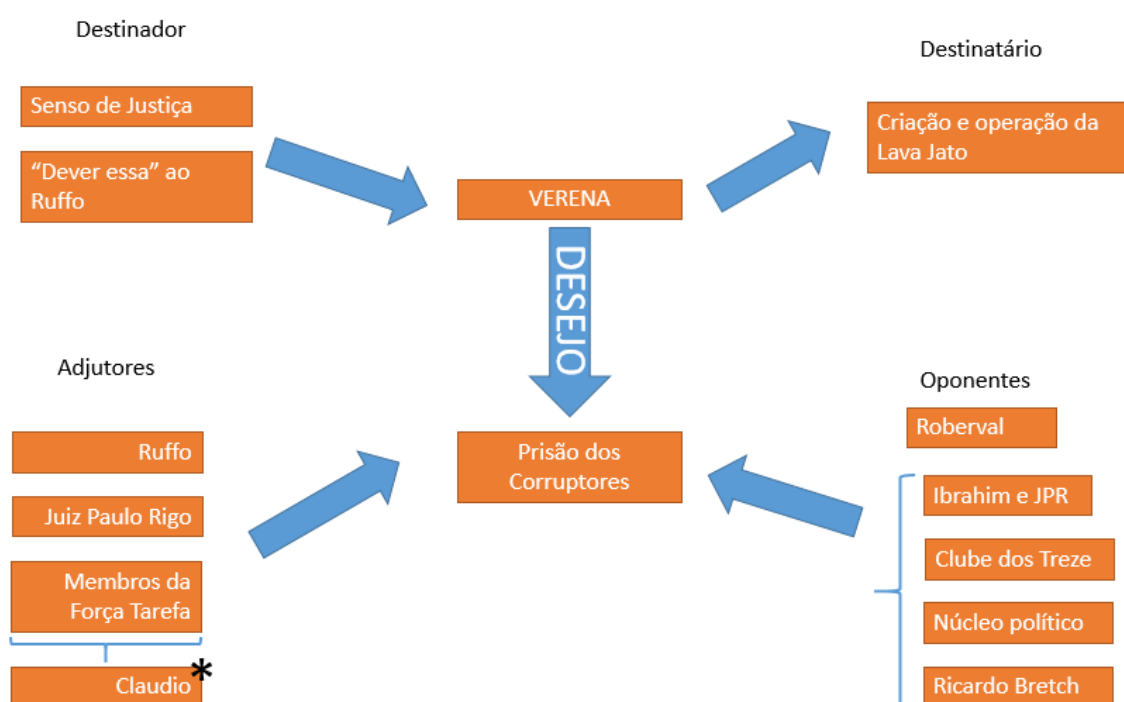 Destinador
Senso de Justiça
“Dever essa” ao
Ruffo
VERENA
Destinatário
Criação e operação da
Lava Jato
DESEJO
Adjutores
Ruffo
Juiz Paulo Rigo
Membros da
Força Tarefa
Claudio*
Prisão dos
Corruptores
Oponentes
Roberval
Ibrahim e JPR
Clube dos Treze
Núcleo político
Ricardo Bretch